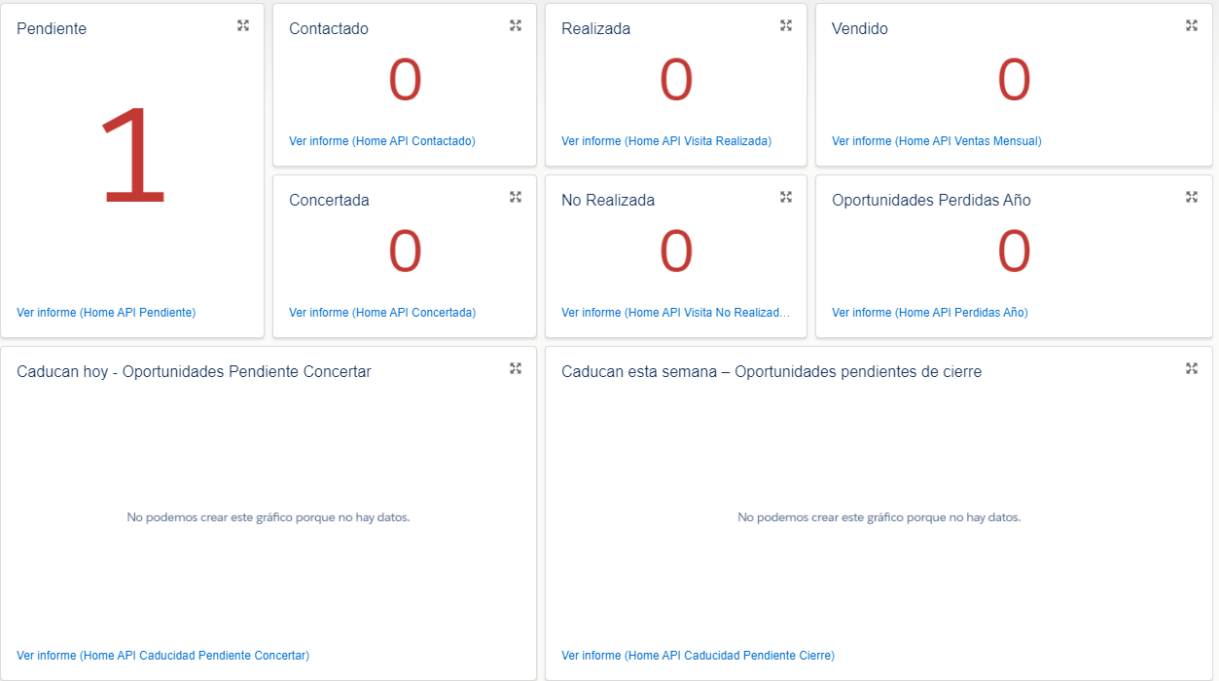 Pendiente
1
Ver informe (Home API Pendiente)
Contactado
0
Ver informe (Home API Contactado)
Realizada
0
Ver informe (Home API Visita Realizada)
Vendido
0
Ver informe (Home API Ventas Mensual)
Concertada
0
Ver informe (Home API Concertada)
No Realizada
0
Ver informe (Home API Visita No Realizad...
Oportunidades Perdidas Año
0
Ver informe (Home API Perdidas Año)
Caducan hoy - Oportunidades Pendiente Concertar
No podemos crear este gráfico porque no hay datos.
Ver informe (Home API Caducidad Pendiente Concertar)
Caducan esta semana – Oportunidades pendientes de cierre
No podemos crear este gráfico porque no hay datos.
Ver informe (Home API Caducidad Pendiente Cierre)